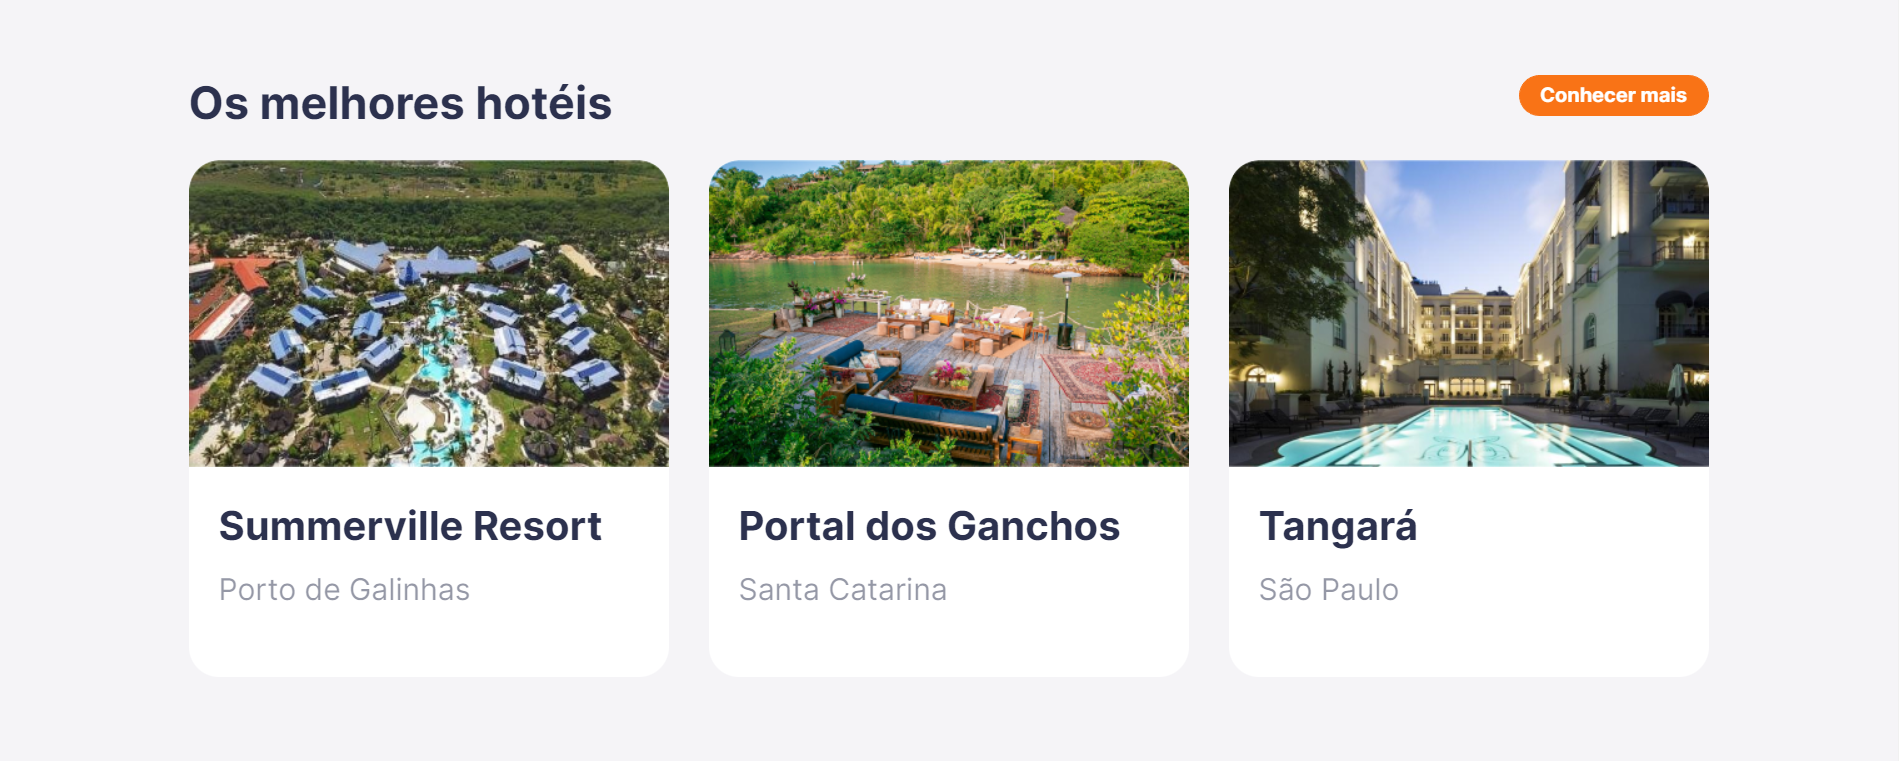 Os melhores hotéis
Conhecer mais
Summerville Resort
Porto de Galinhas
Portal dos Ganchos
Santa Catarina
Tangará
São Paulo